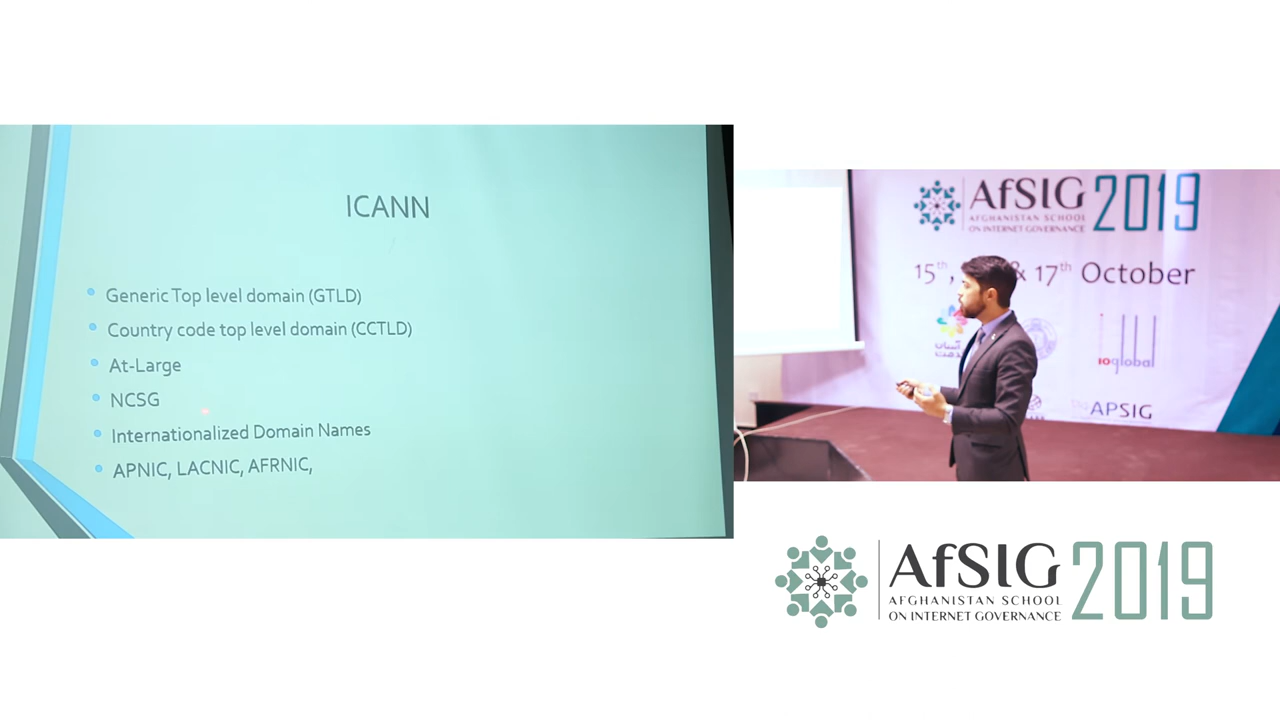 ICANN
Generic Top level domain (GTLD)
Country code top level domain (CCTLD)
At-Large
NCSG
Internationalized Domain Names
APNIC, LACNIC, AFRNIC,
AfSIG 2019
AFGHANISTAN SCHOOL
ON INTERNET GOVERNANCE
15th, & 17th October
ioglobal
APSIG
AfSIG 2019
AFGHANISTAN SCHOOL
ON INTERNET GOVERNANCE